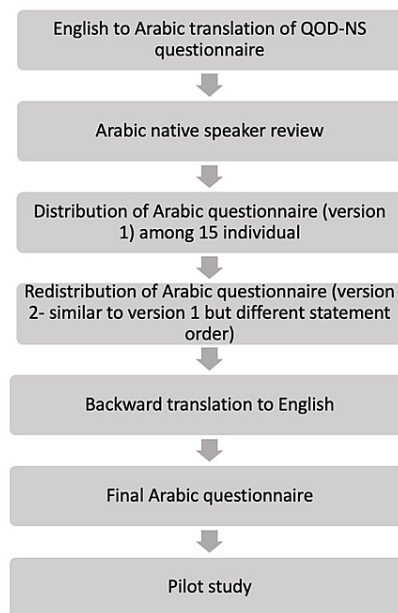 English to Arabic translation of QOD-NS
questionnaire
Arabic native speaker review
Distribution of Arabic questionnaire (version
1) among 15 individual
Redistribution of Arabic questionnaire (version
2- similar to version 1 but different statement
order)
Backward translation to English
Final Arabic questionnaire
Pilot study